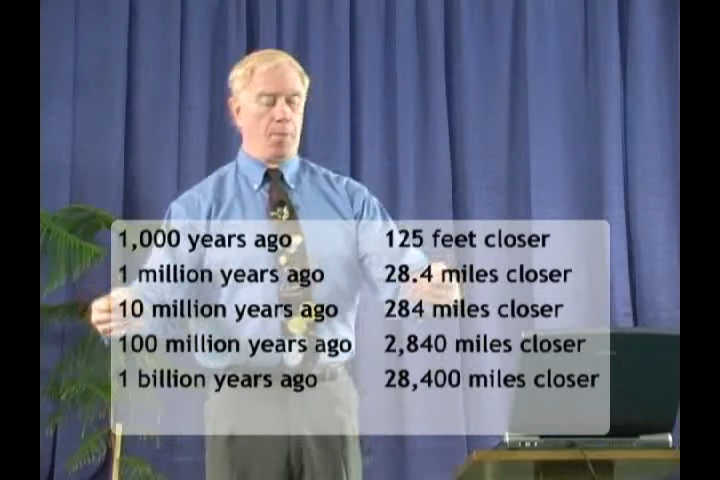 1,000 years ago 125 feet closer
1 million years ago 28.4 miles closer
10 million years ago 284 miles closer
100 million years ago 2,840 miles closer
1 billion years ago 28,400 miles closer